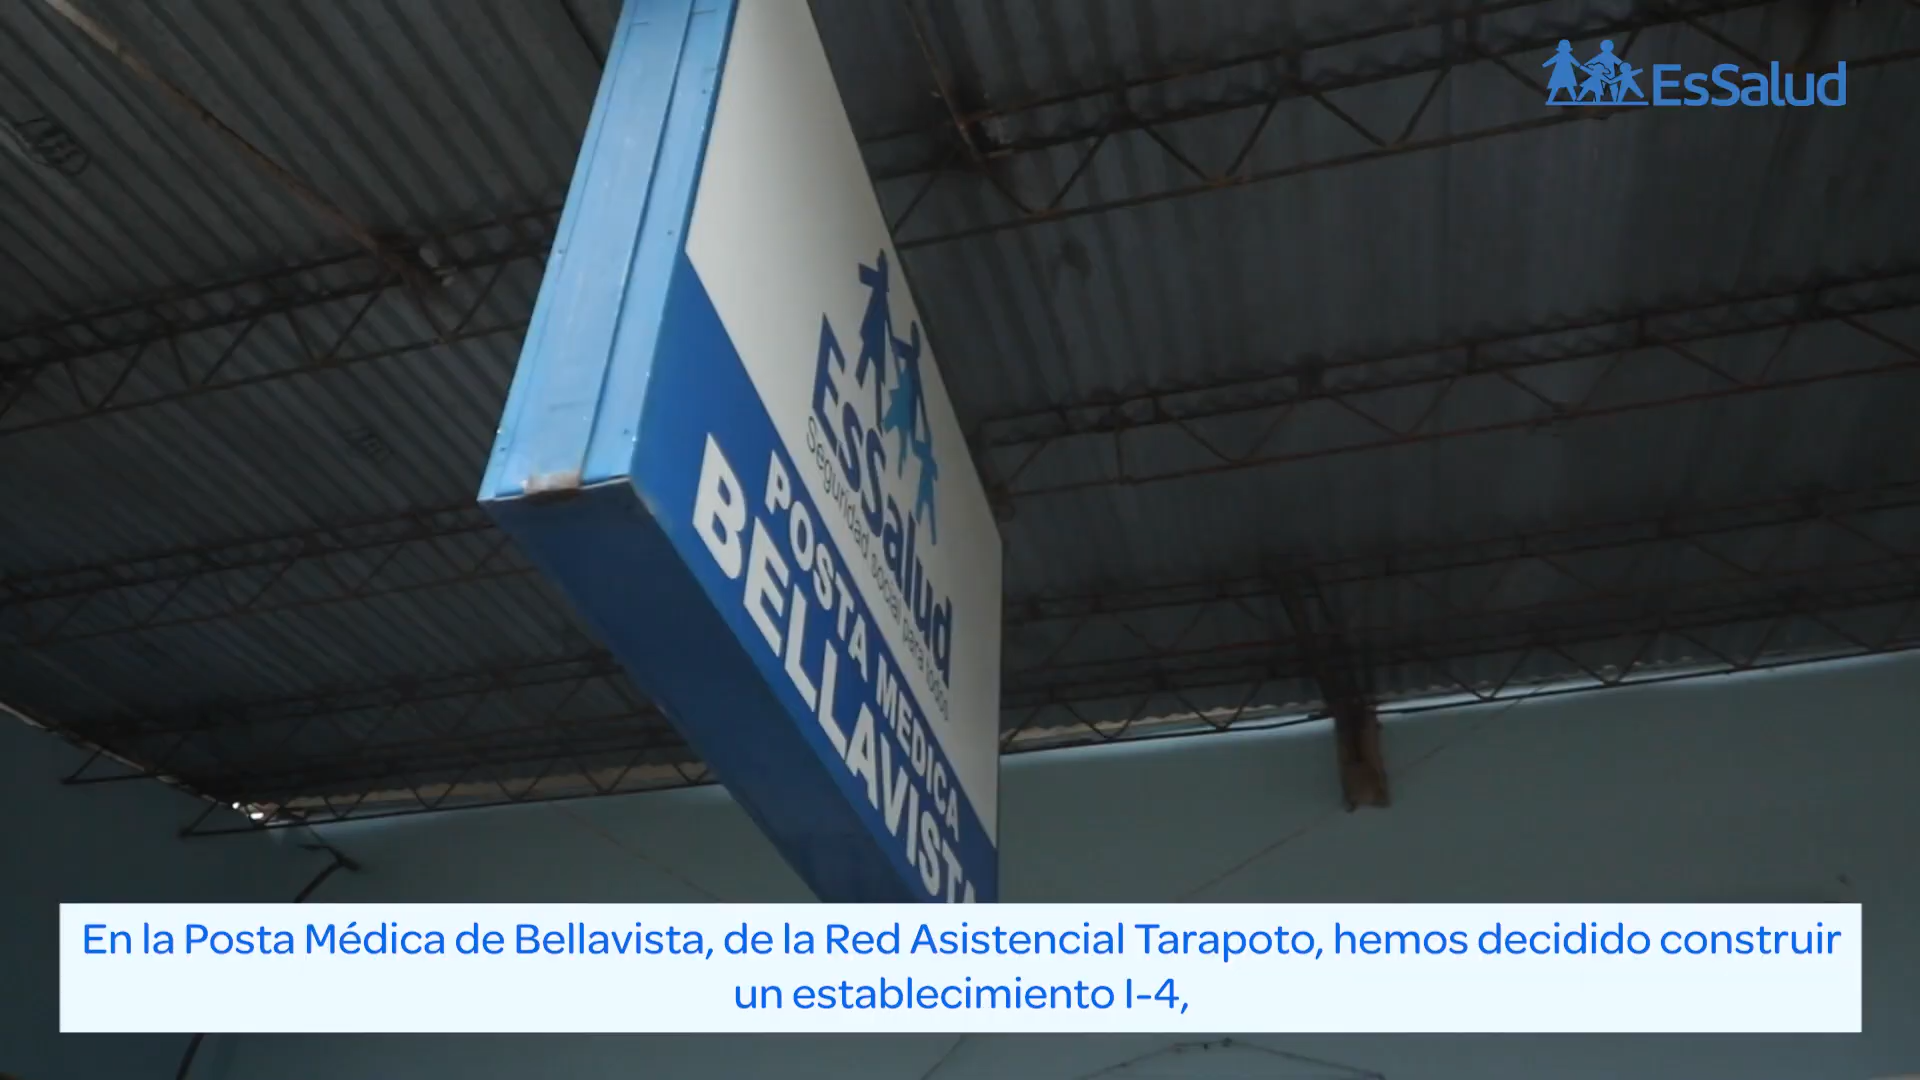 EsSalud
EsSalud
Seguridad social para todos
POSTA MEDICA
BELLAVISTA
En la Posta Médica de Bellavista, de la Red Asistencial Tarapoto, hemos decidido construir
un establecimiento I-4,